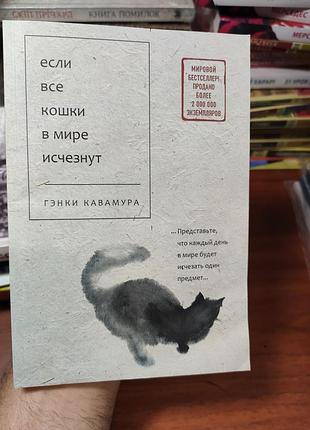 КНИГА ПОМИЛОК
если
все
кошки
в мире
исчезнут
ГЭНКИ КАВАМУРА
МИРОВОЙ
БЕСТСЕЛЛЕР!
ПРОДАНО
БОЛЕЕ
2 000 000
ЭКЗЕМПЛЯРОВ
... Представьте,
что каждый день
в мире будет
исчезать один
предмет...